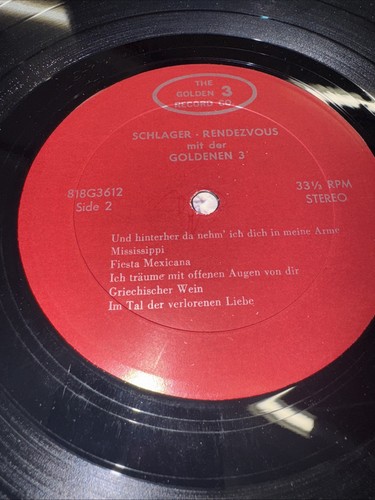 THE
GOLDEN 3
RECORD CO
SCHLAGER - RENDEZVOUS
mit der
GOLDENEN 3
818G3612
Side 2
33⅓ RPM
STEREO
Und hinterher da nehm' ich dich in meine Arme
Mississippi
Fiesta Mexicana
Ich träume mit offenen Augen von dir
Griechischer Wein
Im Tal der verlorenen Liebe